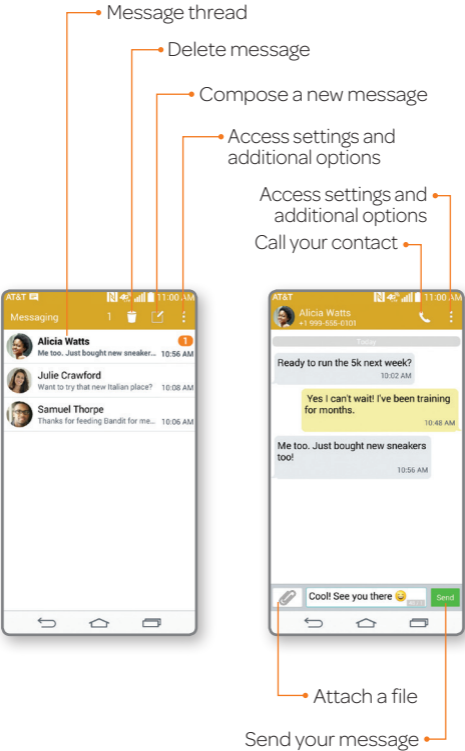 Message thread
Delete message
Compose a new message
Access settings and
additional options
Access settings and
additional options
Call your contact
AT&T 4G 11:00 AM
Messaging 1
Alicia Watts 1
Me too. Just bought new sneaker... 10:56 AM
Julie Crawford
Want to try that new Italian place? 10:08 AM
Samuel Thorpe
Thanks for feeding Bandit for me... 10:06 AM
AT&T 4G 11:00 AM
Alicia Watts
+1 999-555-0101
Today
Ready to run the 5k next week?
10:02 AM
Yes I can't wait! I've been training
for months.
10:48 AM
Me too. Just bought new sneakers
too!
10:56 AM
Cool! See you there 😉
Send
Attach a file
Send your message